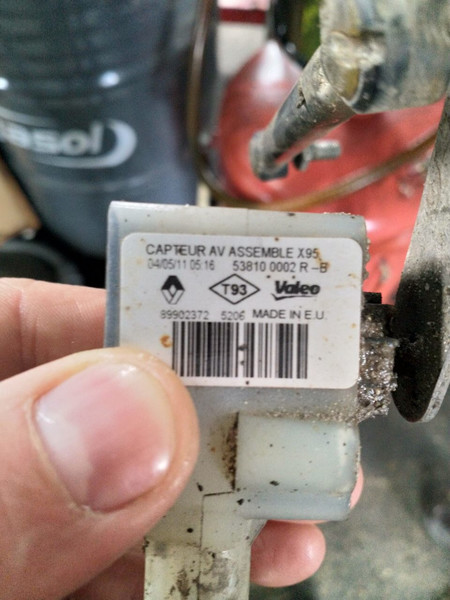 asol
CAPTEUR AV ASSEMBLE X95
04/05/11 05:16 53810 0002 R -B
T93 Valeo
89902372 5206 MADE IN E.U.